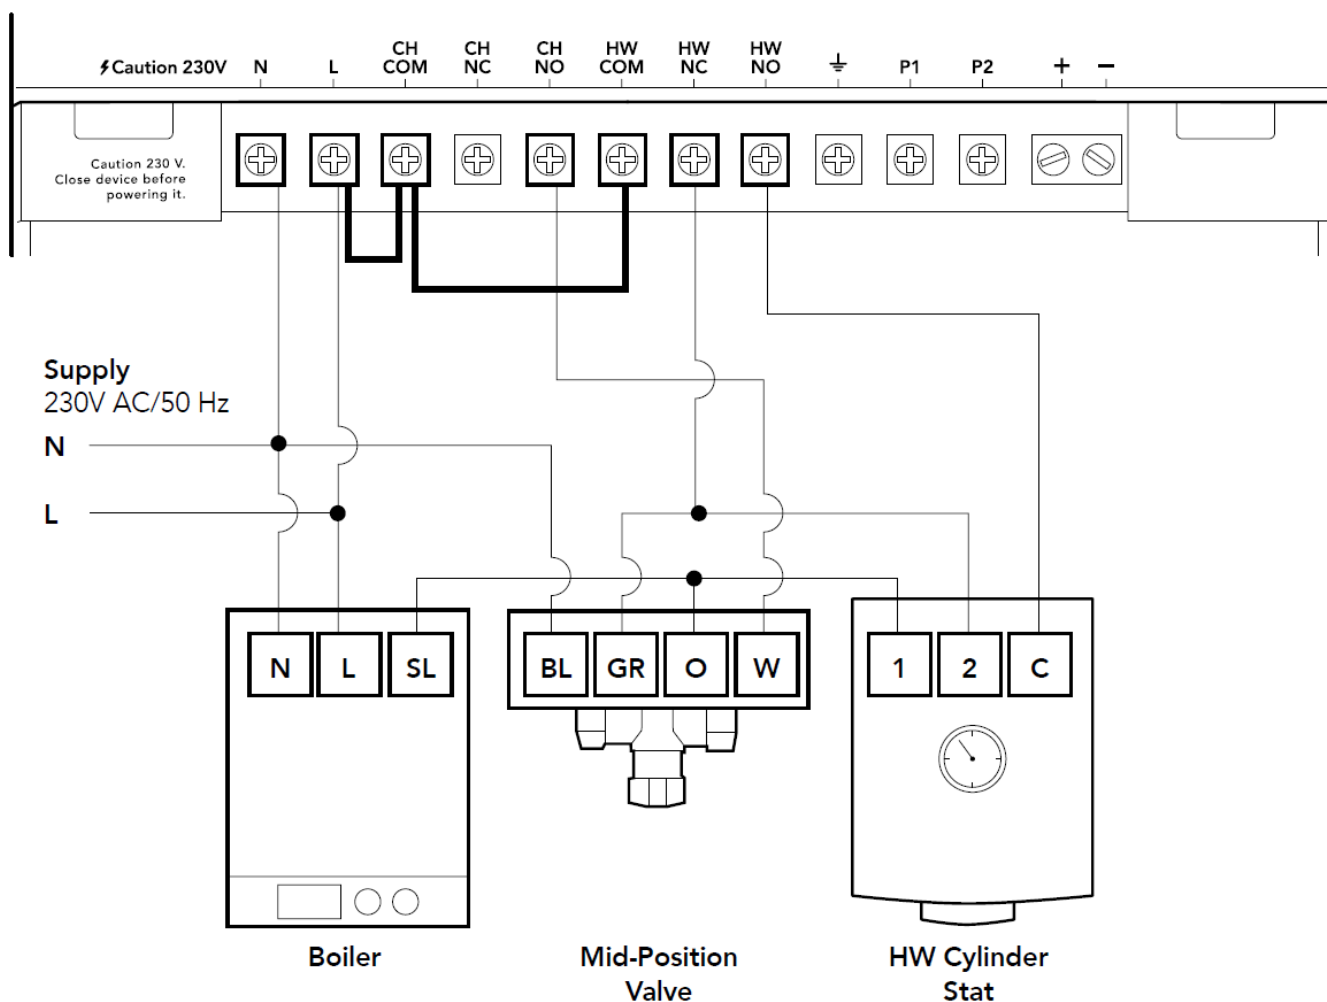 Caution 230V N L CH COM CH NC CH NO HW COM HW NC HW NO P1 P2 + −
Caution 230 V.
Close device before
powering it.
Supply
230V AC/50 Hz
N
L
N L SL BL GR O W 1 2 C
Boiler Mid-Position HW Cylinder
Valve Stat